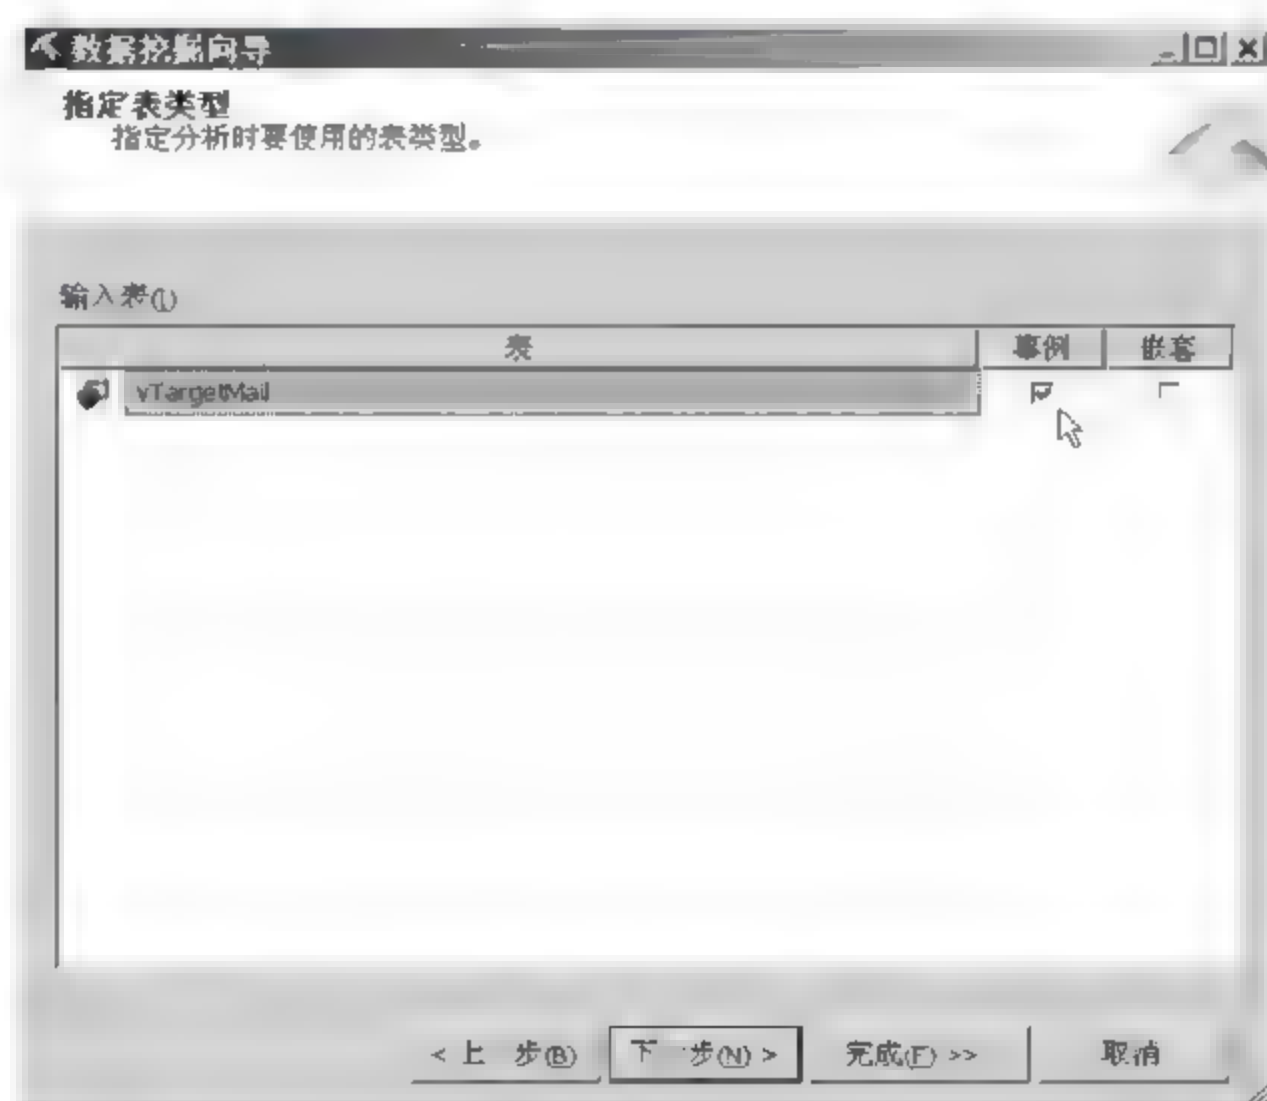 数据挖掘向导
指定表类型
指定分析时要使用的表类型。
输入表(I)
表 事例 嵌套
vTargetMail
< 上一步(B) 下一步(N) > 完成(F) >> 取消